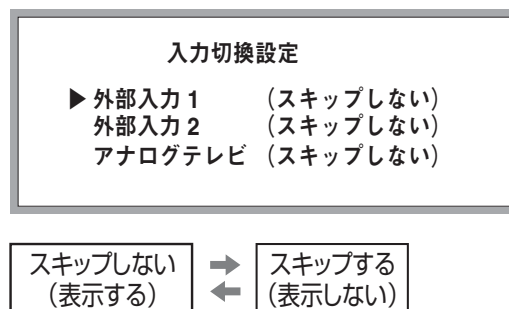 入力切換設定
▶外部入力1 (スキップしない)
外部入力2 (スキップしない)
アナログテレビ (スキップしない)
スキップしない ➡ スキップする
(表示する) ⬅ (表示しない)